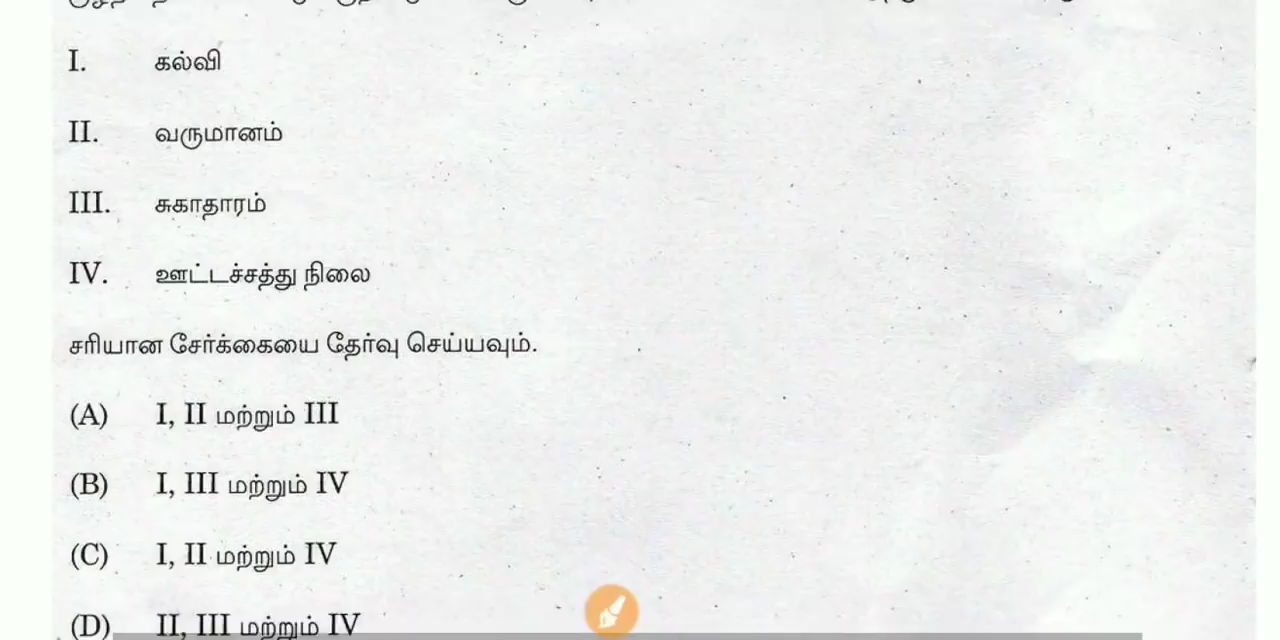 I. கல்வி
II. வருமானம்
III. சுகாதாரம்
IV. ஊட்டச்சத்து நிலை
சரியான சேர்க்கையை தேர்வு செய்யவும்.
(A) I, II மற்றும் III
(B) I, III மற்றும் IV
(C) I, II மற்றும் IV
(D) II, III மற்றும் IV